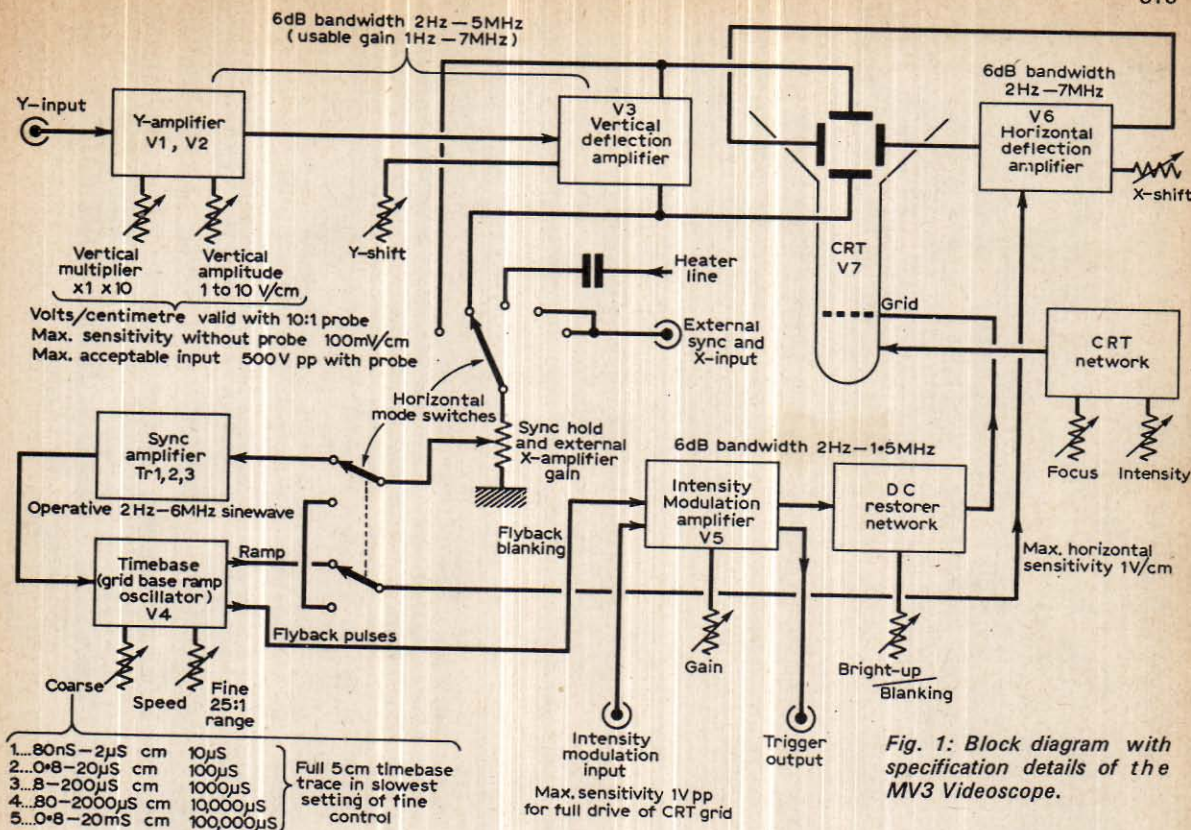 6dB bandwidth 2Hz—5MHz
(usable gain 1Hz—7MHz)
Y-input
Y-amplifier
V1, V2
V3
Vertical
deflection
amplifier
6dB bandwidth
2Hz—7MHz
V6
Horizontal
deflection
amplifier
X-shift
Vertical
multiplier
x1 x10
Vertical
amplitude
1 to 10 V/cm
Y-shift
Volts/centimetre valid with 10:1 probe
Max. sensitivity without probe 100mV/cm
Max. acceptable input 500V pp with probe
Heater
line
External
sync and
X-input
CRT
V7
Grid
CRT
network
Focus
Intensity
Horizontal
mode switches
Sync hold
and external
X-amplifier
gain
Sync
amplifier
Tr1,2,3
Operative 2Hz—6MHz sinewave
Timebase
(grid base ramp
oscillator)
V4
Ramp
Flyback pulses
Flyback
blanking
6dB bandwidth 2Hz—1•5MHz
Intensity
Modulation
amplifier
V5
DC
restorer
network
Max. horizontal
sensitivity 1V/cm
Gain
Bright-up
Blanking
Coarse
Speed
Fine
25:1
range
Intensity
modulation
input
Trigger
output
Max. sensitivity 1V pp
for full drive of CRT grid
1...80nS—2µS cm 10µS
2...0•8—20µS cm 100µS
3...8—200µS cm 1000µS
4...80—2000µS cm 10,000µS
5...0•8—20mS cm 100,000µS
Full 5cm timebase
trace in slowest
setting of fine
control
Fig. 1: Block diagram with
specification details of the
MV3 Videoscope.